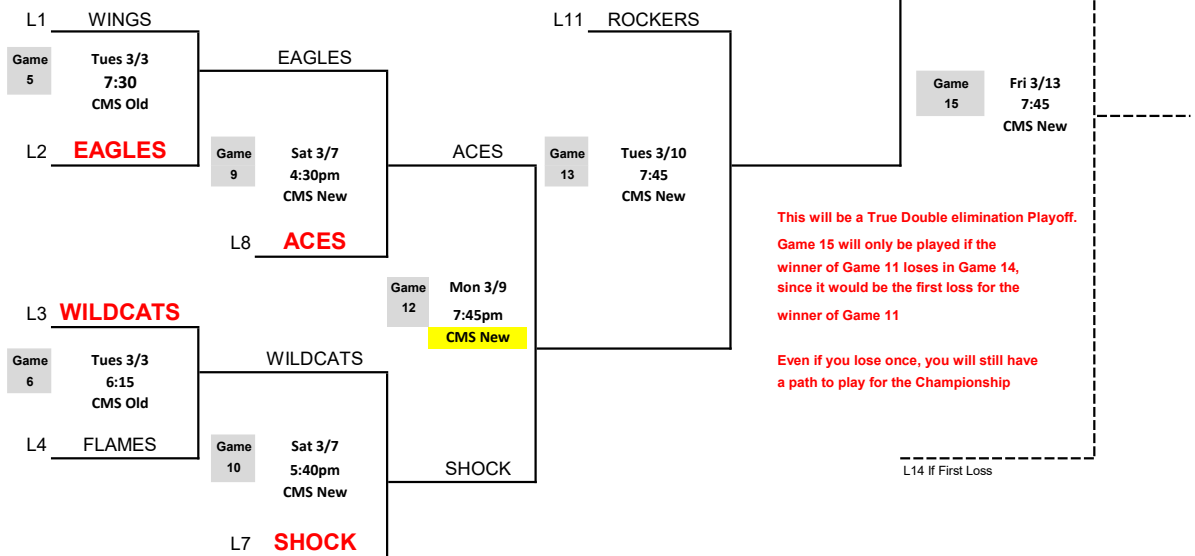 L1 WINGS
Game 5
Tues 3/3
7:30
CMS Old
EAGLES
L2 EAGLES
Game 9
Sat 3/7
4:30pm
CMS New
ACES
L8 ACES
L3 WILDCATS
Game 6
Tues 3/3
6:15
CMS Old
WILDCATS
L4 FLAMES
Game 10
Sat 3/7
5:40pm
CMS New
SHOCK
L7 SHOCK
Game 12
Mon 3/9
7:45pm
CMS New
L11 ROCKERS
Game 13
Tues 3/10
7:45
CMS New
Game 15
Fri 3/13
7:45
CMS New
This will be a True Double elimination Playoff.
Game 15 will only be played if the
winner of Game 11 loses in Game 14,
since it would be the first loss for the
winner of Game 11
Even if you lose once, you will still have
a path to play for the Championship
L14 If First Loss